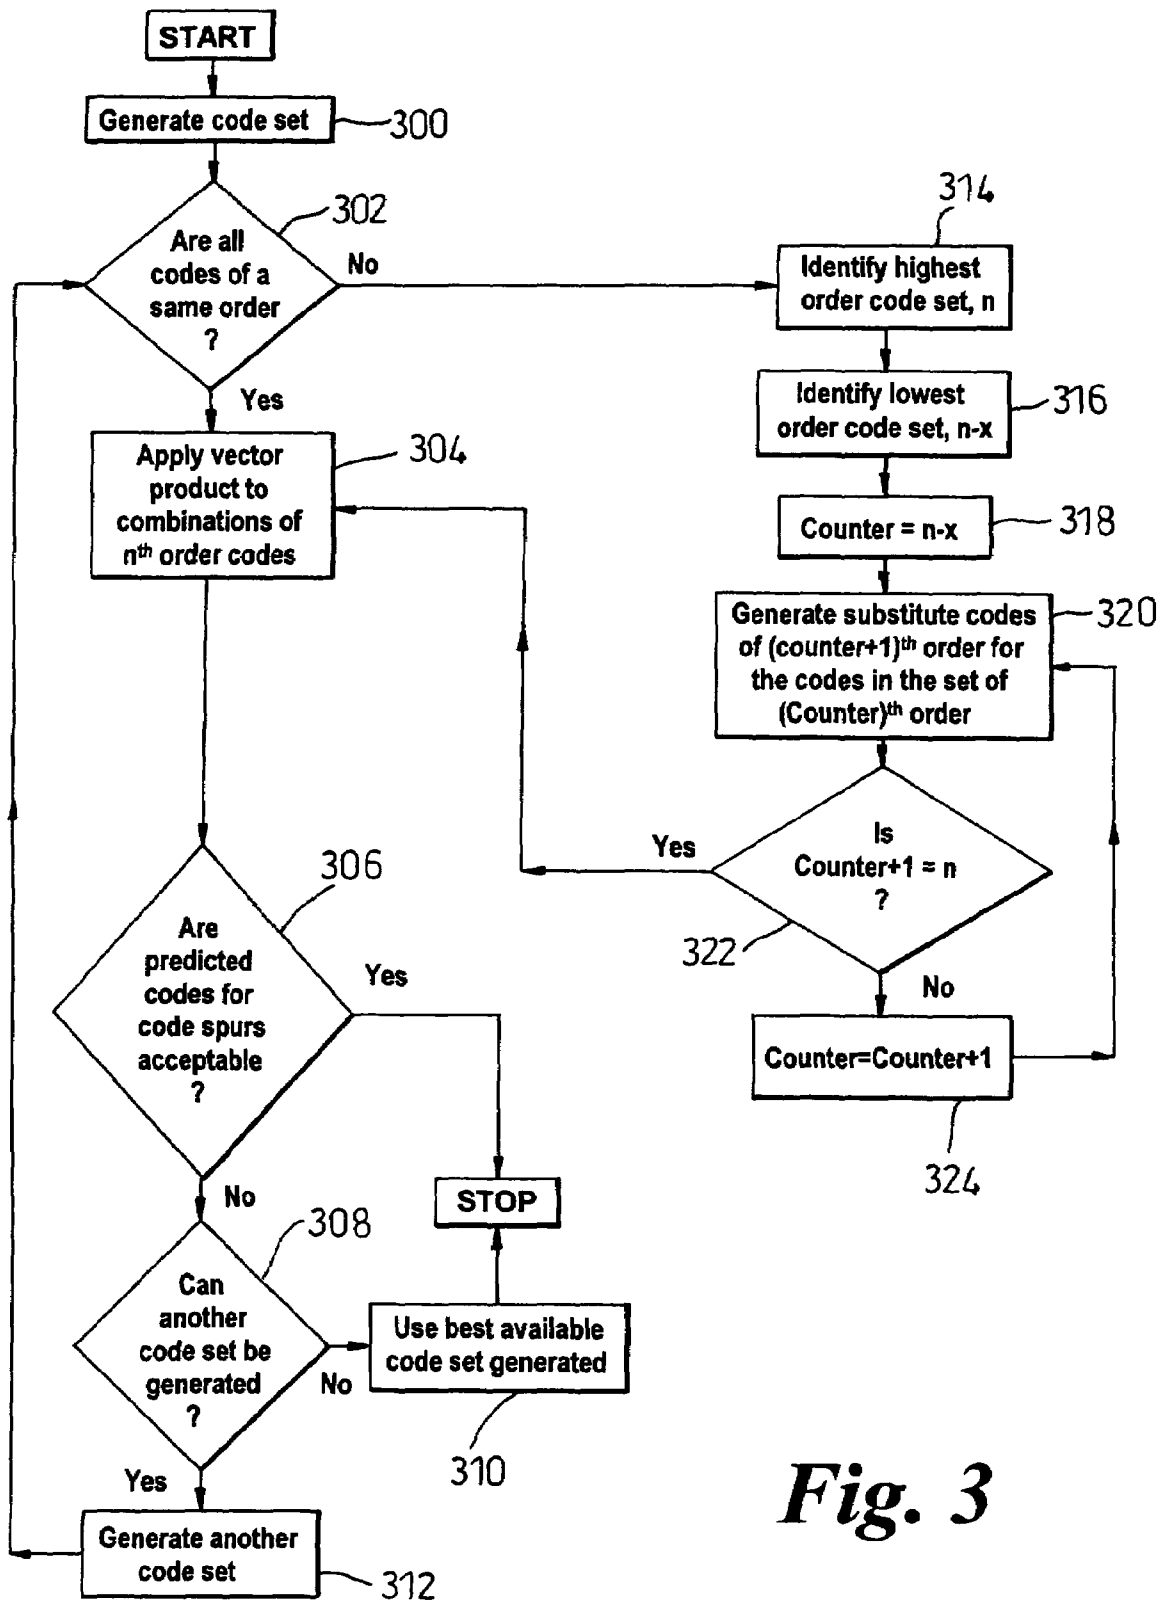 START
Generate code set
300
302
Are all
codes of a
same order
?
No
Yes
Apply vector
product to
combinations of
nth order codes
304
306
Are
predicted
codes for
code spurs
acceptable
?
Yes
No
STOP
308
Can
another
code set be
generated
?
No
Use best available
code set generated
310
Yes
Generate another
code set
312
314
Identify highest
order code set, n
Identify lowest
order code set, n-x
316
Counter = n-x
318
Generate substitute codes
of (counter+1)th order for
the codes in the set of
(Counter)th order
320
Is
Counter+1 = n
?
Yes
322
No
Counter=Counter+1
324
Fig. 3